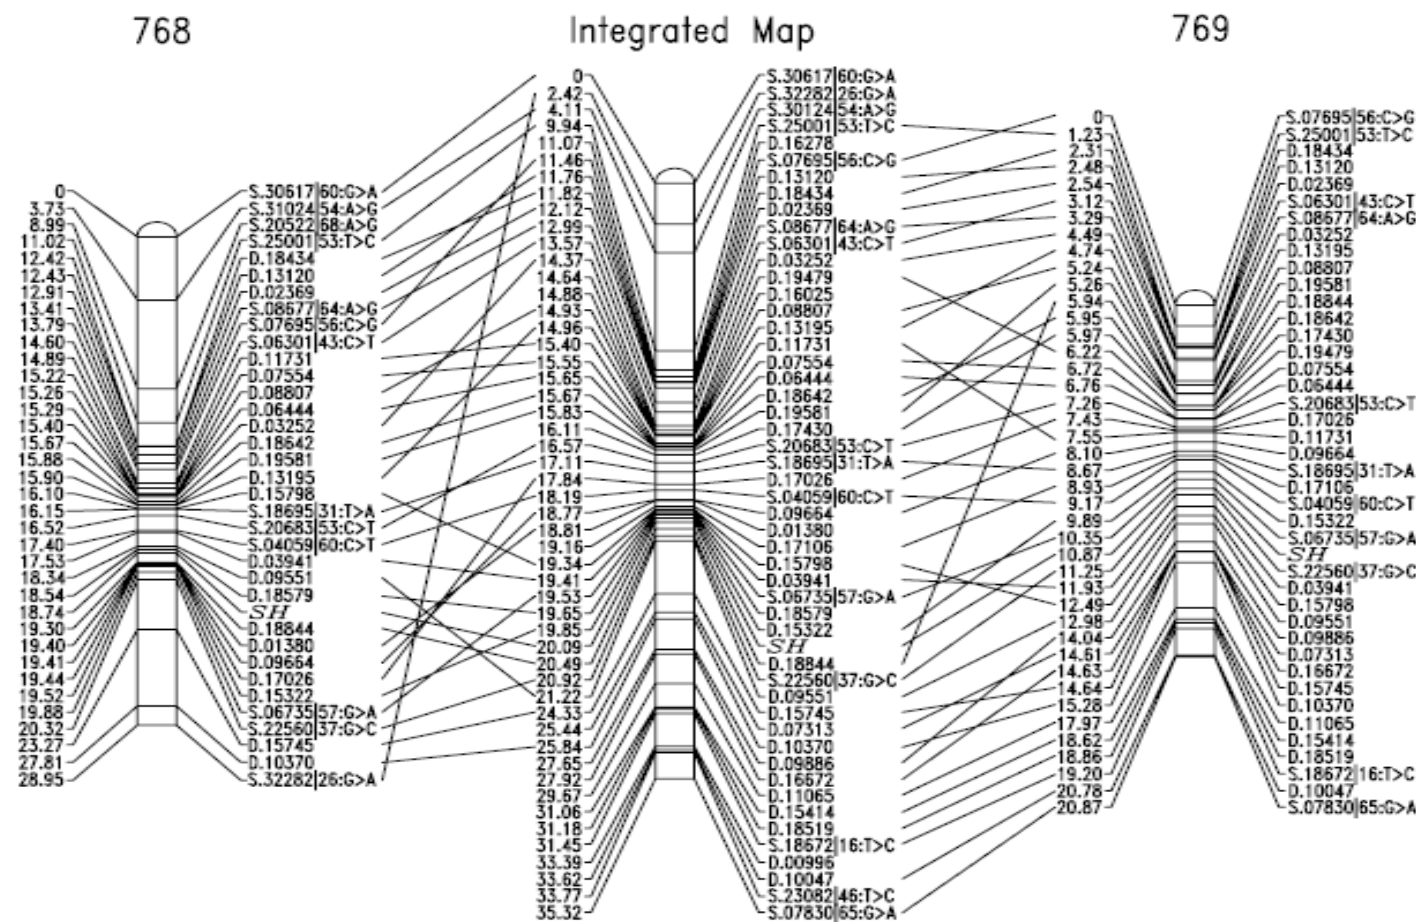 768
Integrated Map
769
0 S.30617|60:G>A
3.73 S.31024|54:A>G
8.99 S.20522|68:A>G
11.02 S.25001|53:T>C
12.42 D.18434
12.43 D.13120
12.91 D.02369
13.41 S.08677|64:A>G
13.79 S.07695|56:C>G
14.60 S.06301|43:C>T
14.89 D.11731
15.22 D.07554
15.26 D.08807
15.29 D.06444
15.40 D.03252
15.67 D.18642
15.88 D.19581
15.90 D.13195
16.10 D.15798
16.15 S.18695|31:T>A
16.52 S.20683|53:C>T
17.40 S.04059|60:C>T
17.53 D.03941
18.34 D.09551
18.54 D.18579
18.74 SH
19.30 D.18844
19.40 D.01380
19.41 D.09664
19.44 D.17026
19.52 D.15322
19.88 S.06735|57:G>A
20.32 S.22560|37:G>C
23.27 D.15745
27.81 D.10370
28.95 S.32282|26:G>A
0
2.42
4.11
9.94
11.07
11.46
11.76
11.82
12.12
12.99
13.57
14.37
14.64
14.88
14.93
14.96
15.40
15.55
15.65
15.67
15.83
16.11
16.57
17.11
17.84
18.19
18.77
18.81
19.16
19.34
19.41
19.53
19.65
19.85
20.09
20.49
20.92
21.22
24.33
25.44
25.84
27.65
27.92
29.67
31.06
31.18
31.45
33.39
33.62
33.77
35.32
S.30617|60:G>A
S.32282|26:G>A
S.30124|54:A>G
S.25001|53:T>C
D.16278
S.07695|56:C>G
D.13120
D.18434
D.02369
S.08677|64:A>G
S.06301|43:C>T
D.03252
D.19479
D.16025
D.08807
D.13195
D.11731
D.07554
D.06444
D.18642
D.19581
D.17430
S.20683|53:C>T
S.18695|31:T>A
D.17026
S.04059|60:C>T
D.09664
D.01380
D.17106
D.15798
D.03941
S.06735|57:G>A
D.18579
D.15322
SH
D.18844
S.22560|37:G>C
D.09551
D.15745
D.07313
D.10370
D.09886
D.16672
D.11065
D.15414
D.18519
S.18672|16:T>C
D.00996
D.10047
S.23082|46:T>C
S.07830|65:G>A
0
1.23
2.31
2.48
2.54
3.12
3.29
4.49
4.74
5.24
5.26
5.94
5.95
5.97
6.22
6.72
6.76
7.26
7.43
7.55
8.10
8.67
8.93
9.17
9.89
10.35
10.87
11.25
11.93
12.49
12.98
14.04
14.61
14.63
14.64
15.28
17.97
18.62
18.86
19.20
20.78
20.87
S.07695|56:C>G
S.25001|53:T>C
D.18434
D.13120
D.02369
S.06301|43:C>T
S.08677|64:A>G
D.03252
D.13195
D.08807
D.19581
D.18844
D.18642
D.17430
D.19479
D.07554
D.06444
S.20683|53:C>T
D.17026
D.11731
D.09664
S.18695|31:T>A
D.17106
S.04059|60:C>T
D.15322
S.06735|57:G>A
SH
S.22560|37:G>C
D.03941
D.15798
D.09551
D.09886
D.07313
D.16672
D.15745
D.10370
D.11065
D.15414
D.18519
S.18672|16:T>C
D.10047
S.07830|65:G>A